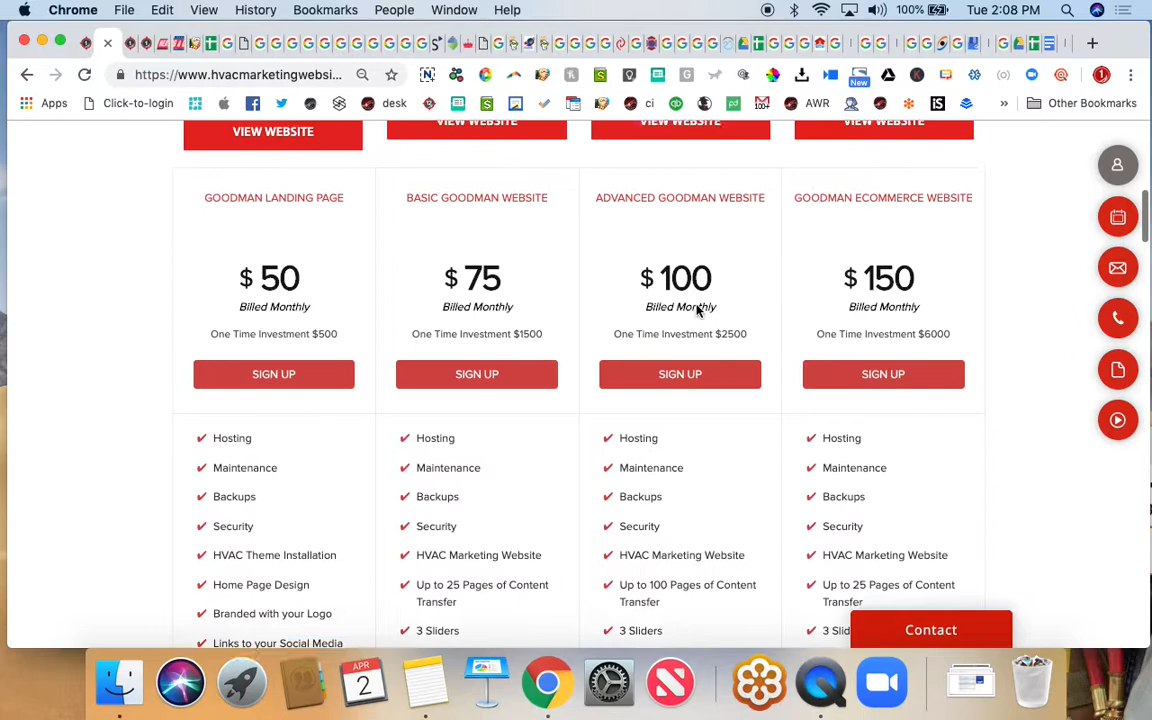 Chrome File Edit View History Bookmarks People Window Help
100% Tue 2:08 PM
https://www.hvacmarketingwebsi...
New
Apps Click-to-login desk ci AWR Other Bookmarks
VIEW WEBSITE VIEW WEBSITE VIEW WEBSITE VIEW WEBSITE
GOODMAN LANDING PAGE BASIC GOODMAN WEBSITE ADVANCED GOODMAN WEBSITE GOODMAN ECOMMERCE WEBSITE
$ 50 $ 75 $ 100 $ 150
Billed Monthly Billed Monthly Billed Monthly Billed Monthly
One Time Investment $500 One Time Investment $1500 One Time Investment $2500 One Time Investment $6000
SIGN UP SIGN UP SIGN UP SIGN UP
Hosting Hosting Hosting Hosting
Maintenance Maintenance Maintenance Maintenance
Backups Backups Backups Backups
Security Security Security Security
HVAC Theme Installation HVAC Marketing Website HVAC Marketing Website HVAC Marketing Website
Home Page Design Up to 25 Pages of Content Up to 100 Pages of Content Up to 25 Pages of Content
Transfer Transfer Transfer
Branded with your Logo
3 Sliders 3 Sliders 3 Slid
Links to your Social Media
Contact
APR
2